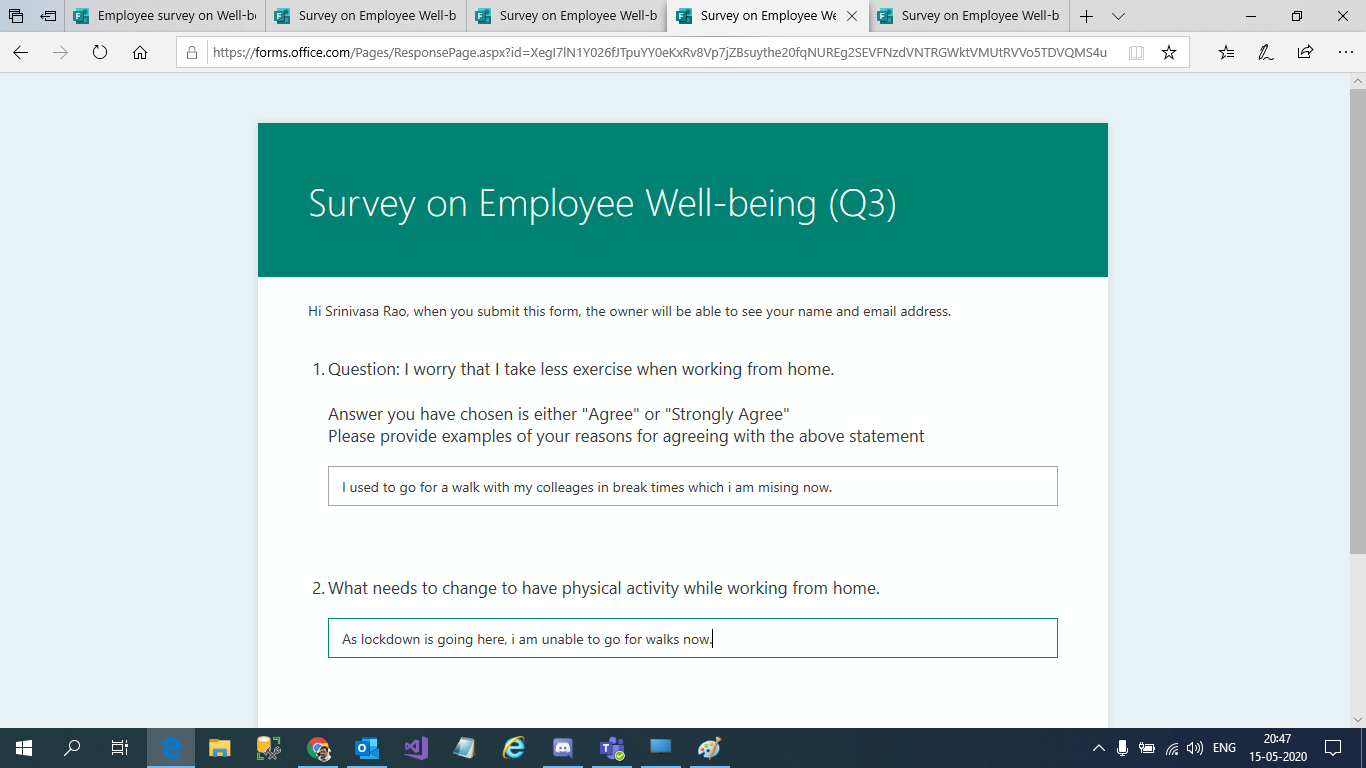 Employee survey on Well-b
Survey on Employee Well-b
Survey on Employee Well-b
Survey on Employee We
Survey on Employee Well-b
https://forms.office.com/Pages/ResponsePage.aspx?id=XegI7lN1Y026fJTpuYY0eKxRv8Vp7jZBsuythe20fqNUREg2SEVFNzdVNTRGWktVMUtRVVo5TDVQMS4u
Survey on Employee Well-being (Q3)
Hi Srinivasa Rao, when you submit this form, the owner will be able to see your name and email address.
1. Question: I worry that I take less exercise when working from home.
Answer you have chosen is either "Agree" or "Strongly Agree"
Please provide examples of your reasons for agreeing with the above statement
I used to go for a walk with my colleages in break times which i am mising now.
2. What needs to change to have physical activity while working from home.
As lockdown is going here, i am unable to go for walks now.
ENG
20:47
15-05-2020